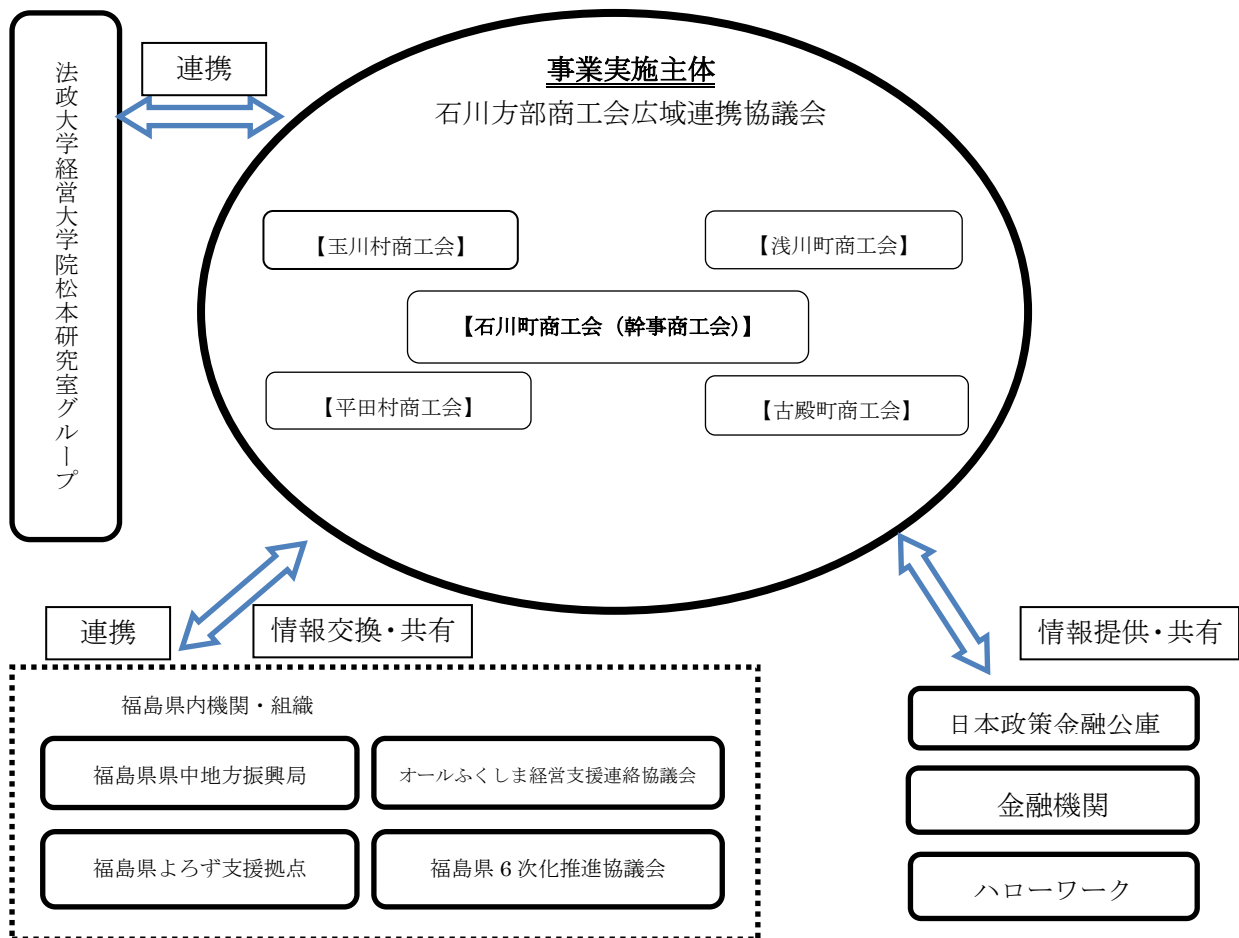 法政大学経営大学院松本研究室グループ
連携
事業実施主体
石川方部商工会広域連携協議会
【玉川村商工会】
【浅川町商工会】
【石川町商工会（幹事商工会）】
【平田村商工会】
【古殿町商工会】
連携
情報交換・共有
情報提供・共有
福島県内機関・組織
福島県県中地方振興局
オールふくしま経営支援連絡協議会
福島県よろず支援拠点
福島県６次化推進協議会
日本政策金融公庫
金融機関
ハローワーク